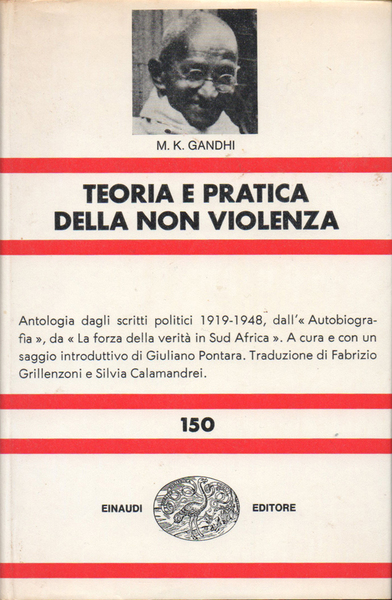 M. K. GANDHI
TEORIA E PRATICA
DELLA NON VIOLENZA
Antologia dagli scritti politici 1919-1948, dall'« Autobiogra-
fia », da « La forza della verità in Sud Africa ». A cura e con un
saggio introduttivo di Giuliano Pontara. Traduzione di Fabrizio
Grillenzoni e Silvia Calamandrei.
150
EINAUDI EDITORE